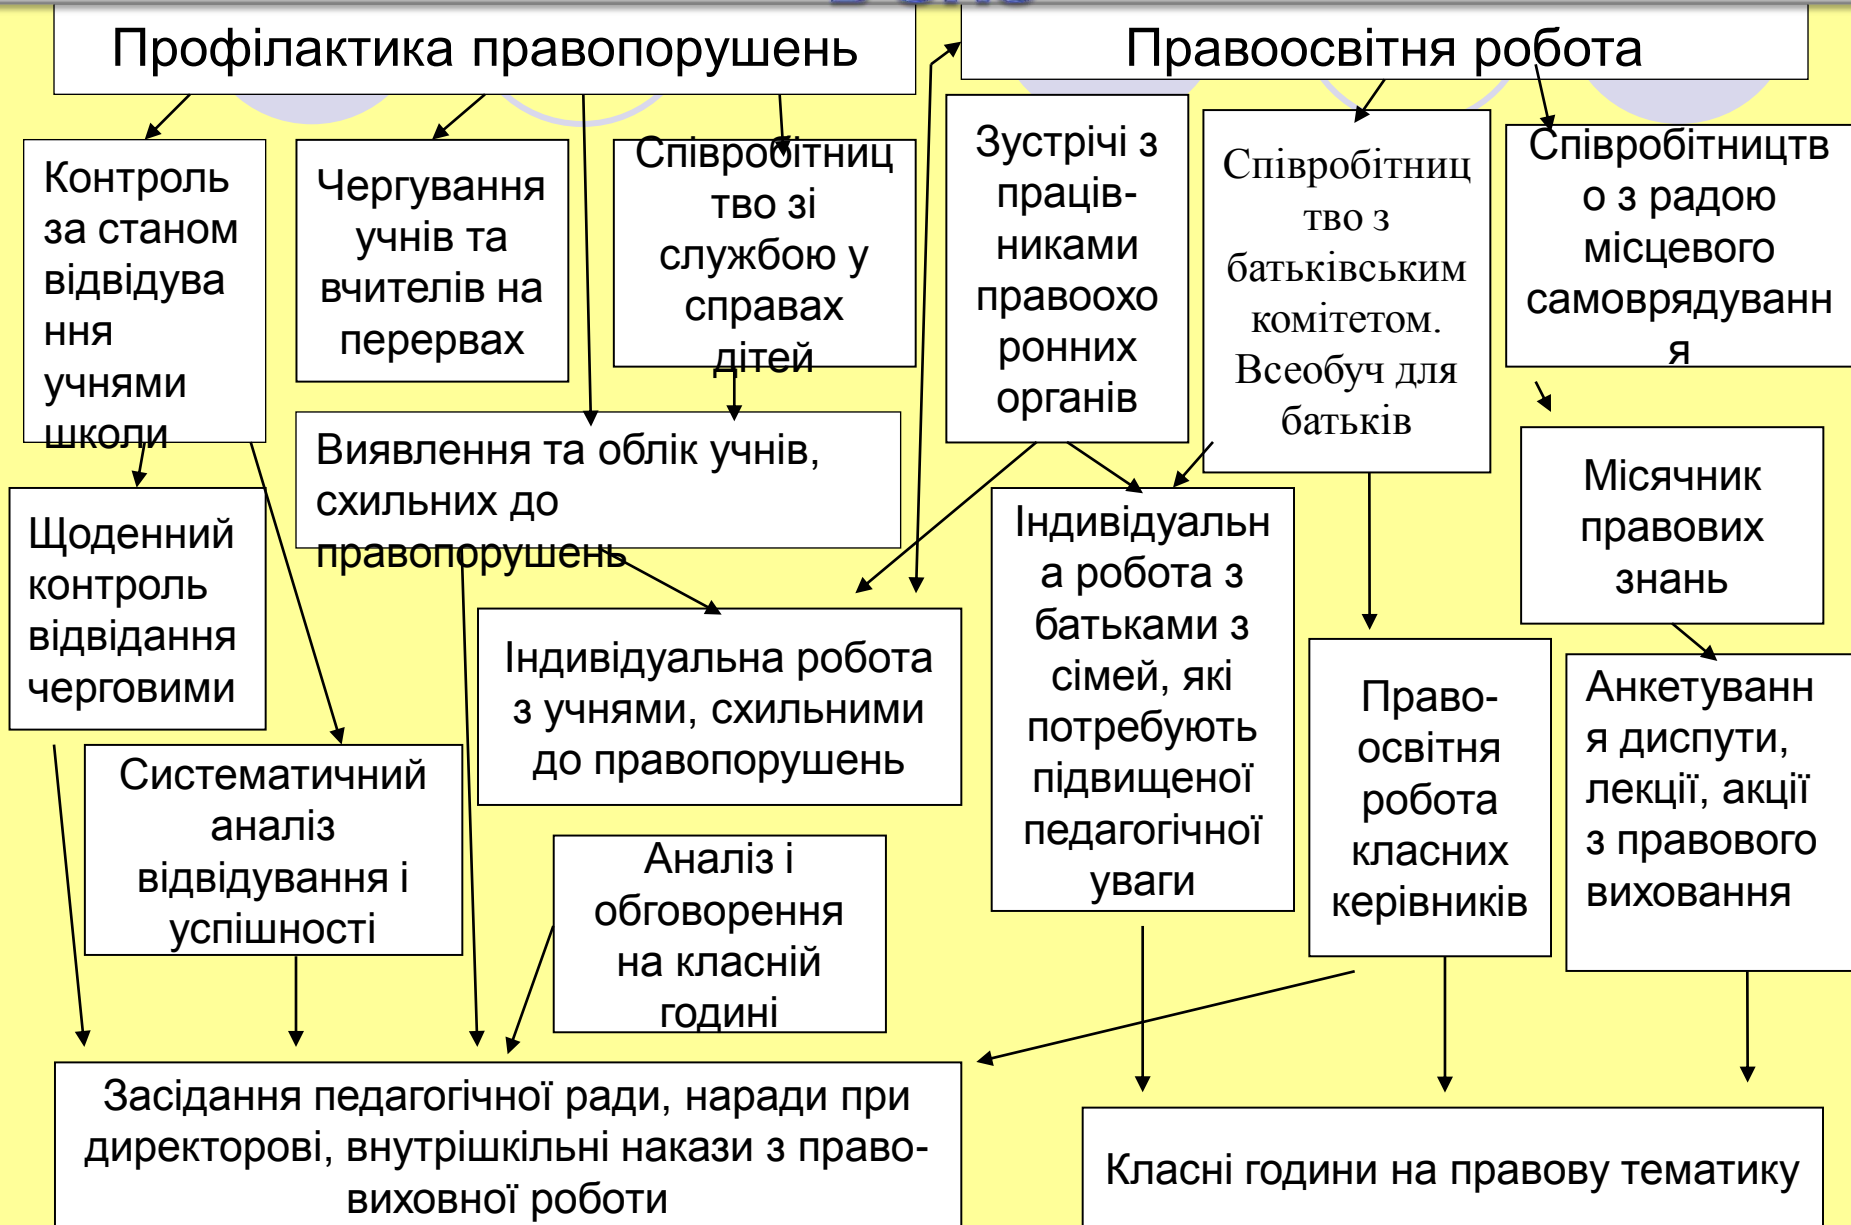 Профілактика правопорушень
Правоосвітня робота
Контроль
за станом
відвідува
ння
учнями
школи
Чергування
учнів та
вчителів на
перервах
Співробітниц
тво зі
службою у
справах
дітей
Зустрічі з
праців-
никами
правоохо
ронних
органів
Співробітниц
тво з
батьківським
комітетом.
Всеобуч для
батьків
Співробітництв
о з радою
місцевого
самоврядуванн
я
Виявлення та облік учнів,
схильних до
правопорушень
Місячник
правових
знань
Щоденний
контроль
відвідання
черговими
Індивідуальн
а робота з
батьками з
сімей, які
потребують
підвищеної
педагогічної
уваги
Індивідуальна робота
з учнями, схильними
до правопорушень
Право-
освітня
робота
класних
керівників
Анкетуванн
я диспути,
лекції, акції
з правового
виховання
Систематичний
аналіз
відвідування і
успішності
Аналіз і
обговорення
на класній
годині
Засідання педагогічної ради, наради при
директорові, внутрішкільні накази з право-
виховної роботи
Класні години на правову тематику